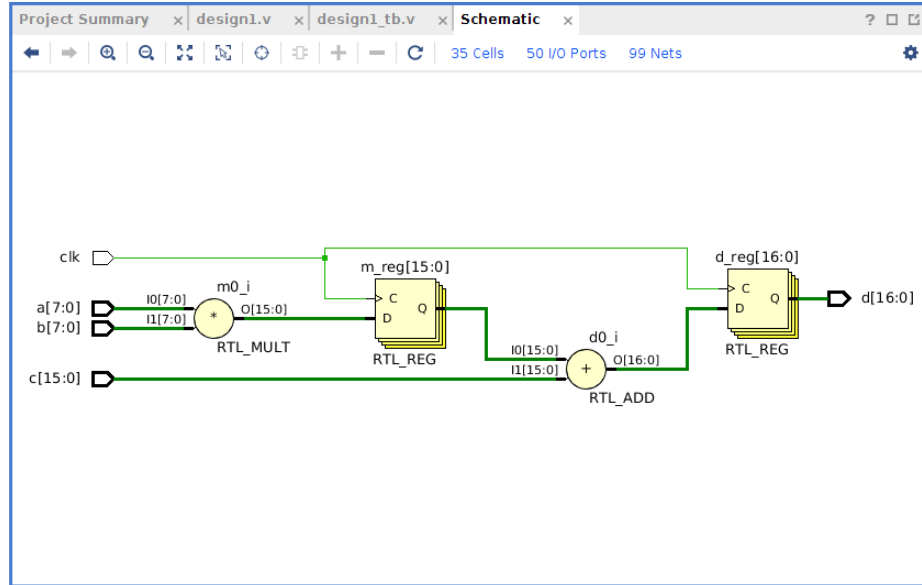 Project Summary × design1.v × design1_tb.v × Schematic × ?
35 Cells 50 I/O Ports 99 Nets
clk
a[7:0]
b[7:0]
c[15:0]
I0[7:0]
I1[7:0]
m0_i
*
O[15:0]
RTL_MULT
m_reg[15:0]
C
D
Q
RTL_REG
I0[15:0]
I1[15:0]
d0_i
+
O[16:0]
RTL_ADD
d_reg[16:0]
C
D
Q
RTL_REG
d[16:0]